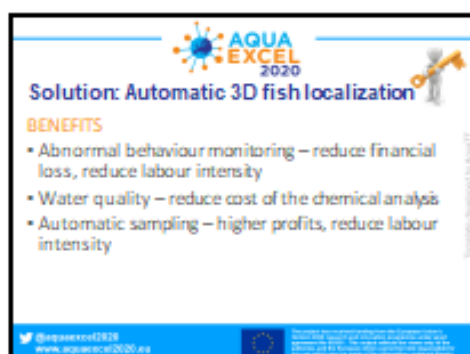 AQUA
EXCEL
2020
Solution: Automatic 3D fish localization
BENEFITS
▪ Abnormal behaviour monitoring – reduce financial
loss, reduce labour intensity
▪ Water quality – reduce cost of the chemical analysis
▪ Automatic sampling – higher profits, reduce labour
intensity
@aquaexcel2020
www.aquaexcel2020.eu